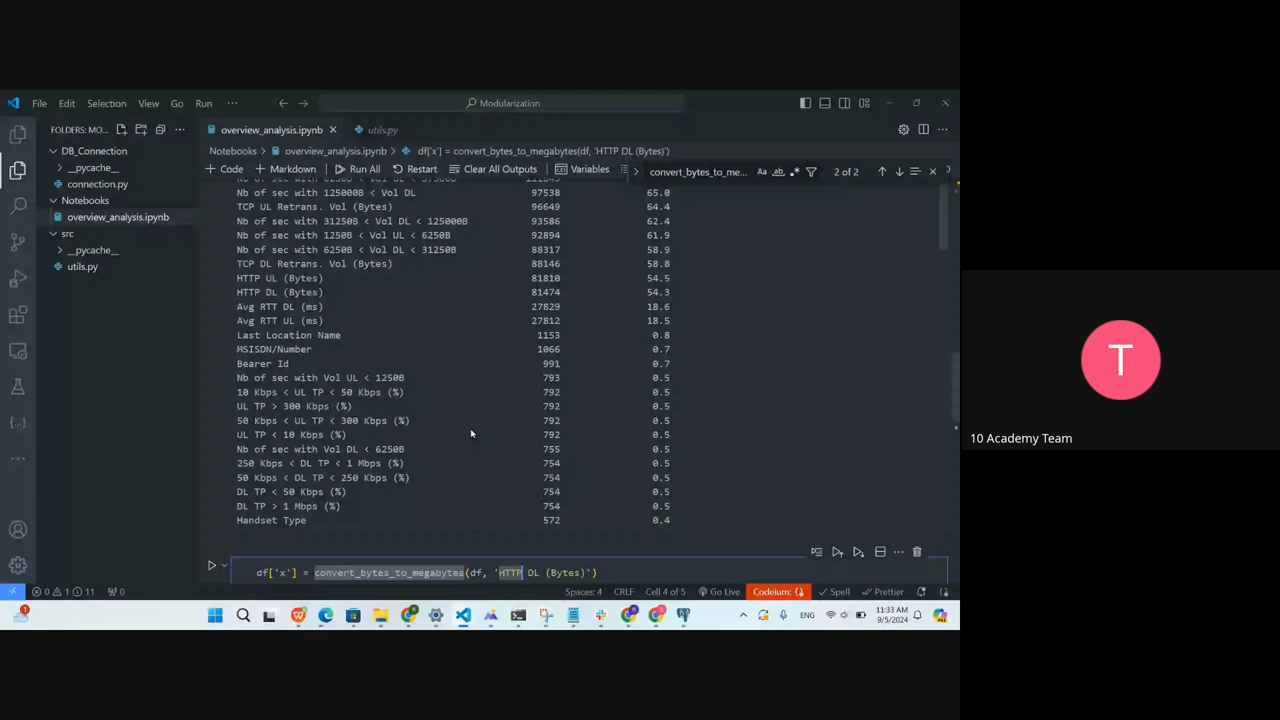 File Edit Selection View Go Run ··· Modularization
FOLDERS: MO... overview_analysis.ipynb utils.py
DB_Connection Notebooks > overview_analysis.ipynb > df['x'] = convert_bytes_to_megabytes(df, 'HTTP DL (Bytes)')
__pycache__ + Code + Markdown Run All Restart Clear All Outputs Variables convert_bytes_to_me... Aa ab 2 of 2
connection.py
Notebooks
overview_analysis.ipynb
src
__pycache__
utils.py
Nb of sec with 125000B < Vol DL 97538 65.0
TCP UL Retrans. Vol (Bytes) 96649 64.4
Nb of sec with 31250B < Vol DL < 125000B 93586 62.4
Nb of sec with 1250B < Vol UL < 6250B 92894 61.9
Nb of sec with 6250B < Vol DL < 31250B 88317 58.9
TCP DL Retrans. Vol (Bytes) 88146 58.8
HTTP UL (Bytes) 81810 54.5
HTTP DL (Bytes) 81474 54.3
Avg RTT DL (ms) 27829 18.6
Avg RTT UL (ms) 27812 18.5
Last Location Name 1153 0.8
MSISDN/Number 1066 0.7
Bearer Id 991 0.7
Nb of sec with Vol UL < 1250B 793 0.5
10 Kbps < UL TP < 50 Kbps (%) 792 0.5
UL TP > 300 Kbps (%) 792 0.5
50 Kbps < UL TP < 300 Kbps (%) 792 0.5
UL TP < 10 Kbps (%) 792 0.5
Nb of sec with Vol DL < 6250B 755 0.5
250 Kbps < DL TP < 1 Mbps (%) 754 0.5
50 Kbps < DL TP < 250 Kbps (%) 754 0.5
DL TP < 50 Kbps (%) 754 0.5
DL TP > 1 Mbps (%) 754 0.5
Handset Type 572 0.4
df['x'] = convert_bytes_to_megabytes(df, 'HTTP DL (Bytes)')
0 1 11 0 Spaces: 4 CRLF Cell 4 of 5 Go Live Codeium: {...} Spell Prettier
ENG 11:33 AM
9/5/2024
T
10 Academy Team